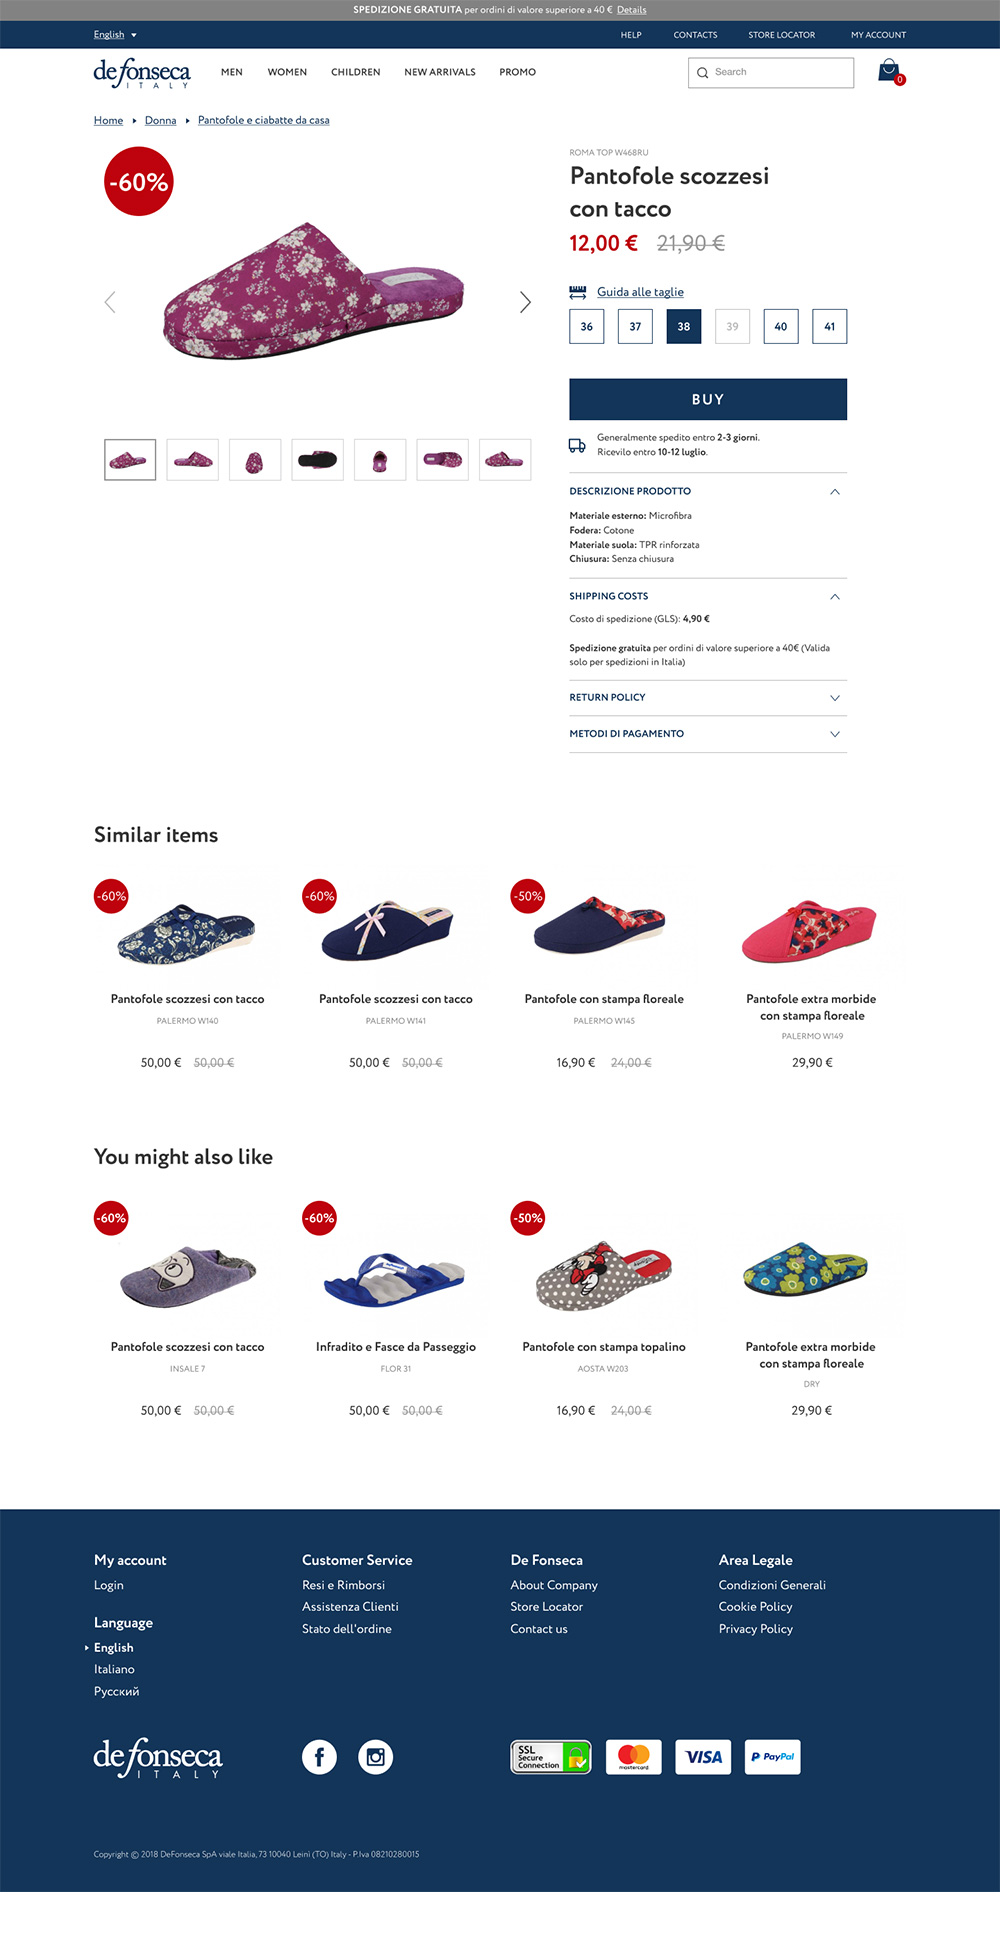 SPEDIZIONE GRATUITA per ordini di valore superiore a 40 € Details
English HELP CONTACTS STORE LOCATOR MY ACCOUNT
defonseca
ITALY
MEN WOMEN CHILDREN NEW ARRIVALS PROMO
Search
0
Home Donna Pantofole e ciabatte da casa
-60%
ROMA TOP W468RU
Pantofole scozzesi
con tacco
12,00 € 21,90 €
Guida alle taglie
36 37 38 39 40 41
BUY
Generalmente spedito entro 2-3 giorni.
Ricevilo entro 10-12 luglio.
DESCRIZIONE PRODOTTO
Materiale esterno: Microfibra
Fodera: Cotone
Materiale suola: TPR rinforzata
Chiusura: Senza chiusura
SHIPPING COSTS
Costo di spedizione (GLS): 4,90 €
Spedizione gratuita per ordini di valore superiore a 40€ (Valida
solo per spedizioni in Italia)
RETURN POLICY
METODI DI PAGAMENTO
Similar items
-60% -60% -50%
Pantofole scozzesi con tacco
PALERMO W140
50,00 € 50,00 €
Pantofole scozzesi con tacco
PALERMO W141
50,00 € 50,00 €
Pantofole con stampa floreale
PALERMO W145
16,90 € 24,00 €
Pantofole extra morbide
con stampa floreale
PALERMO W149
29,90 €
You might also like
-60% -60% -50%
Pantofole scozzesi con tacco
INSALE 7
50,00 € 50,00 €
Infradito e Fasce da Passeggio
FLOR 31
50,00 € 50,00 €
Pantofole con stampa topalino
AOSTA W203
16,90 € 24,00 €
Pantofole extra morbide
con stampa floreale
DRY
29,90 €
My account
Login
Language
English
Italiano
Русский
Customer Service
Resi e Rimborsi
Assistenza Clienti
Stato dell'ordine
De Fonseca
About Company
Store Locator
Contact us
Area Legale
Condizioni Generali
Cookie Policy
Privacy Policy
defonseca
ITALY
SSL
Secure
Connection
mastercard
VISA
PayPal
Copyright © 2018 DeFonseca SpA viale Italia, 73 10040 Leinì (TO) Italy - P.Iva 08210280015